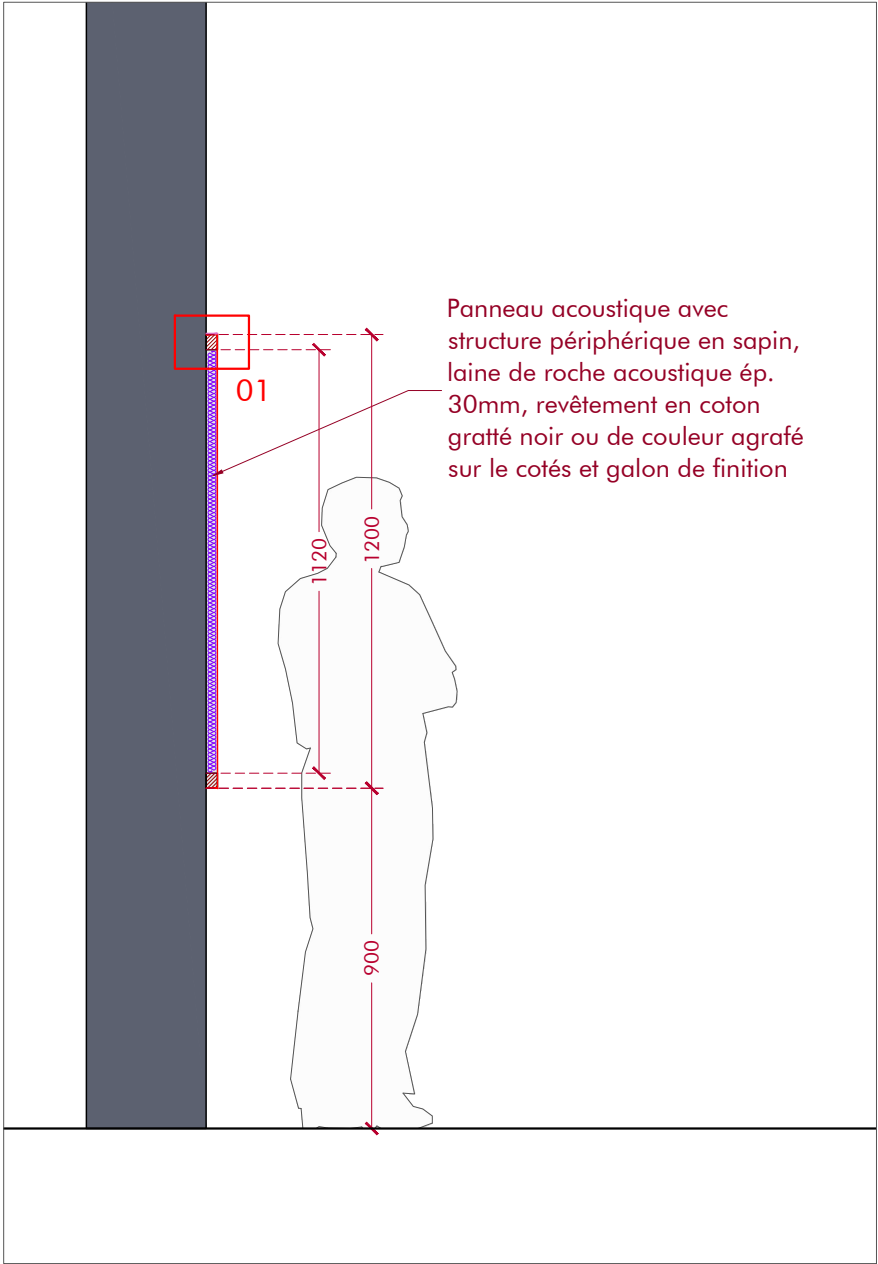 Panneau acoustique avec
structure périphérique en sapin,
laine de roche acoustique ép.
30mm, revêtement en coton
gratté noir ou de couleur agrafé
sur le cotés et galon de finition
01
1120
1200
900